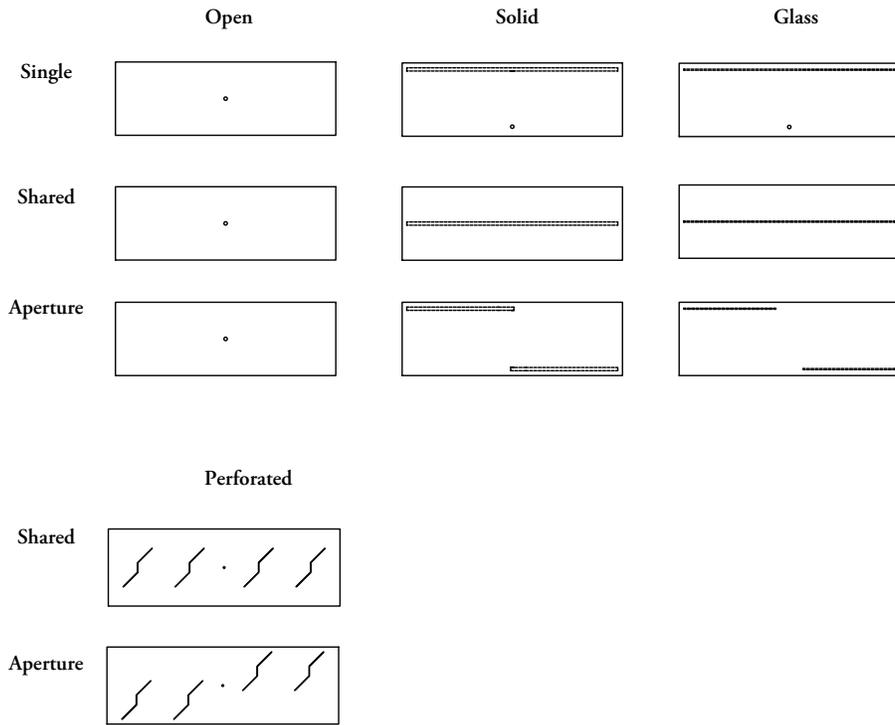 Open Solid Glass
Single
Shared
Aperture
Perforated
Shared
Aperture